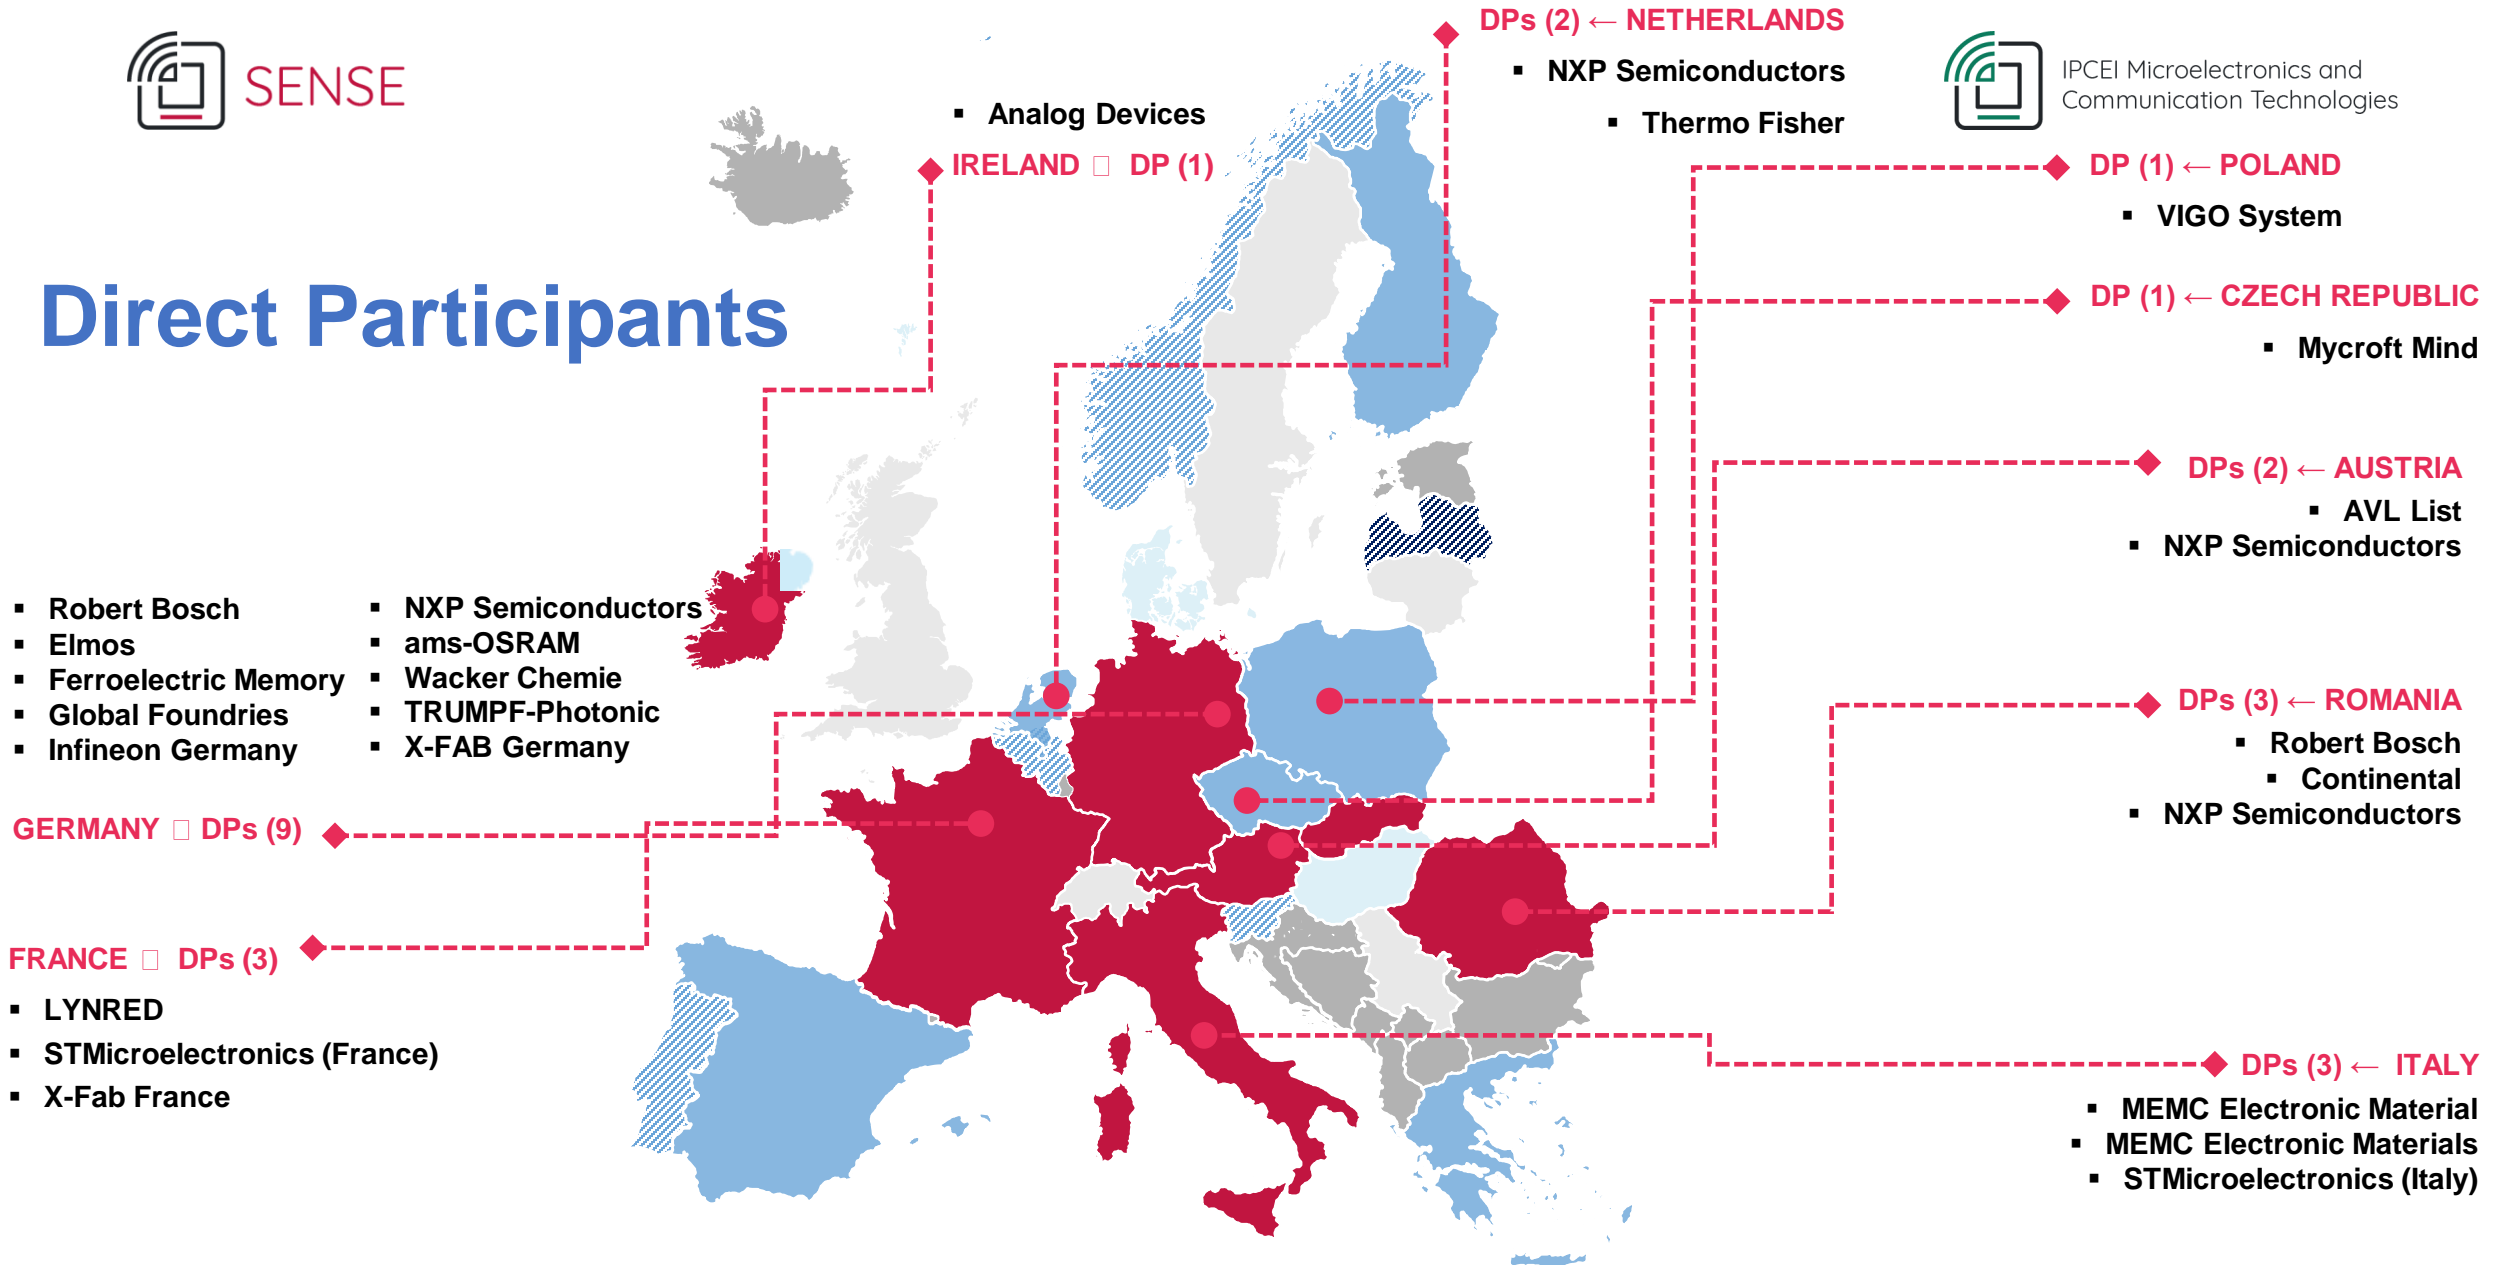 SENSE
IPCEI Microelectronics and
Communication Technologies
Direct Participants
▪ Analog Devices
IRELAND □ DP (1)
DPs (2) ← NETHERLANDS
▪ NXP Semiconductors
▪ Thermo Fisher
DP (1) ← POLAND
▪ VIGO System
DP (1) ← CZECH REPUBLIC
▪ Mycroft Mind
DPs (2) ← AUSTRIA
▪ AVL List
▪ NXP Semiconductors
DPs (3) ← ROMANIA
▪ Robert Bosch
▪ Continental
▪ NXP Semiconductors
DPs (3) ← ITALY
▪ MEMC Electronic Material
▪ MEMC Electronic Materials
▪ STMicroelectronics (Italy)
▪ Robert Bosch
▪ Elmos
▪ Ferroelectric Memory
▪ Global Foundries
▪ Infineon Germany
▪ NXP Semiconductors
▪ ams-OSRAM
▪ Wacker Chemie
▪ TRUMPF-Photonic
▪ X-FAB Germany
GERMANY □ DPs (9)
FRANCE □ DPs (3)
▪ LYNRED
▪ STMicroelectronics (France)
▪ X-Fab France